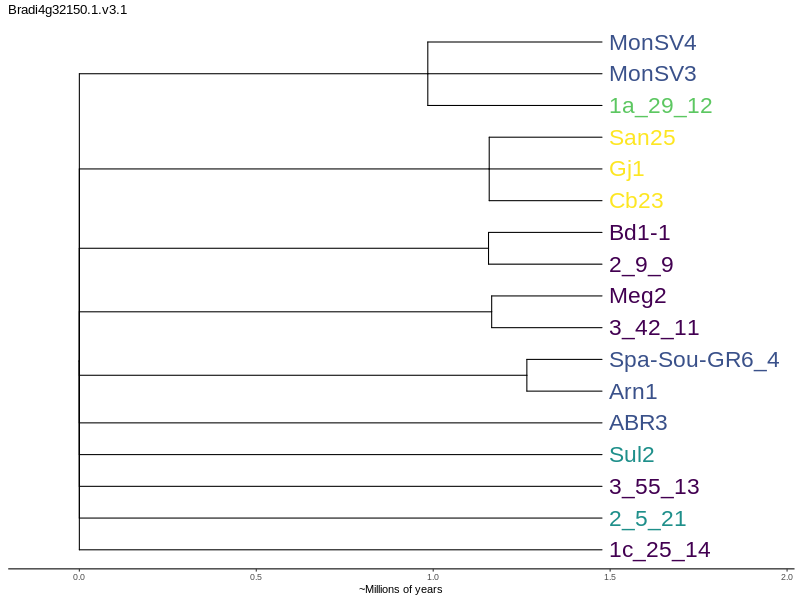 Bradi4g32150.1.v3.1
MonSV4
MonSV3
1a_29_12
San25
Gj1
Cb23
Bd1-1
2_9_9
Meg2
3_42_11
Spa-Sou-GR6_4
Arn1
ABR3
Sul2
3_55_13
2_5_21
1c_25_14
0.0 0.5 1.0 1.5 2.0
~Millions of years